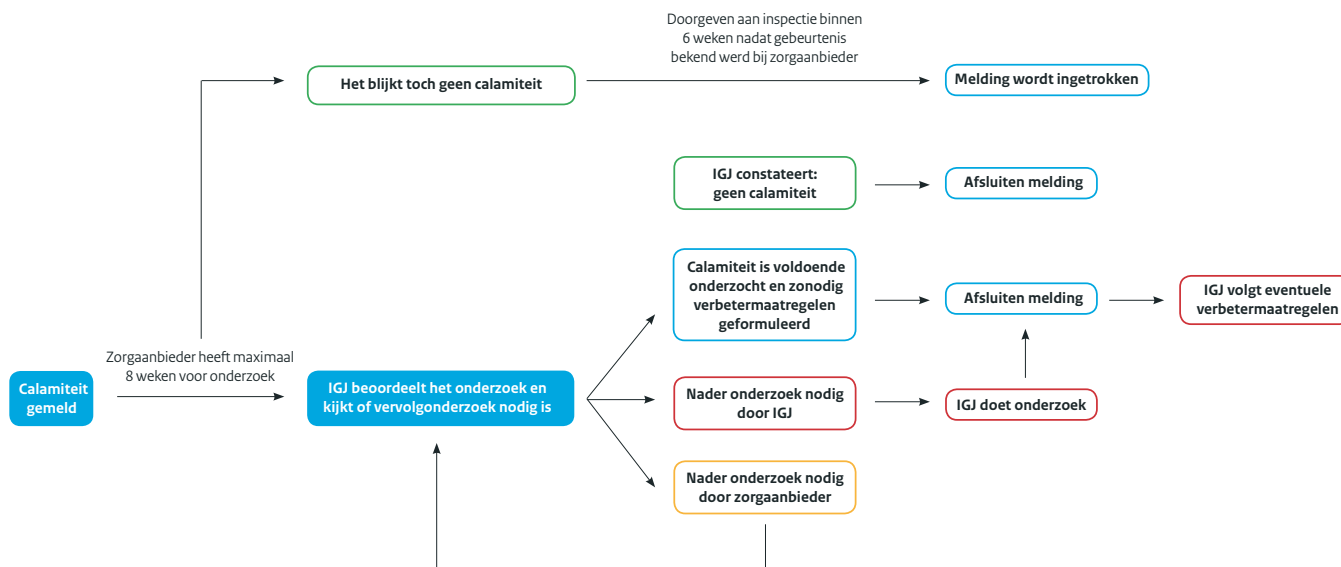 Doorgeven aan inspectie binnen
6 weken nadat gebeurtenis
bekend werd bij zorgaanbieder
Het blijkt toch geen calamiteit
Melding wordt ingetrokken
IGJ constateert:
geen calamiteit
Afsluiten melding
Calamiteit is voldoende
onderzocht en zonodig
verbetermaatregelen
geformuleerd
Afsluiten melding
IGJ volgt eventuele
verbetermaatregelen
Zorgaanbieder heeft maximaal
8 weken voor onderzoek
Calamiteit
gemeld
IGJ beoordeelt het onderzoek en
kijkt of vervolgonderzoek nodig is
Nader onderzoek nodig
door IGJ
IGJ doet onderzoek
Nader onderzoek nodig
door zorgaanbieder